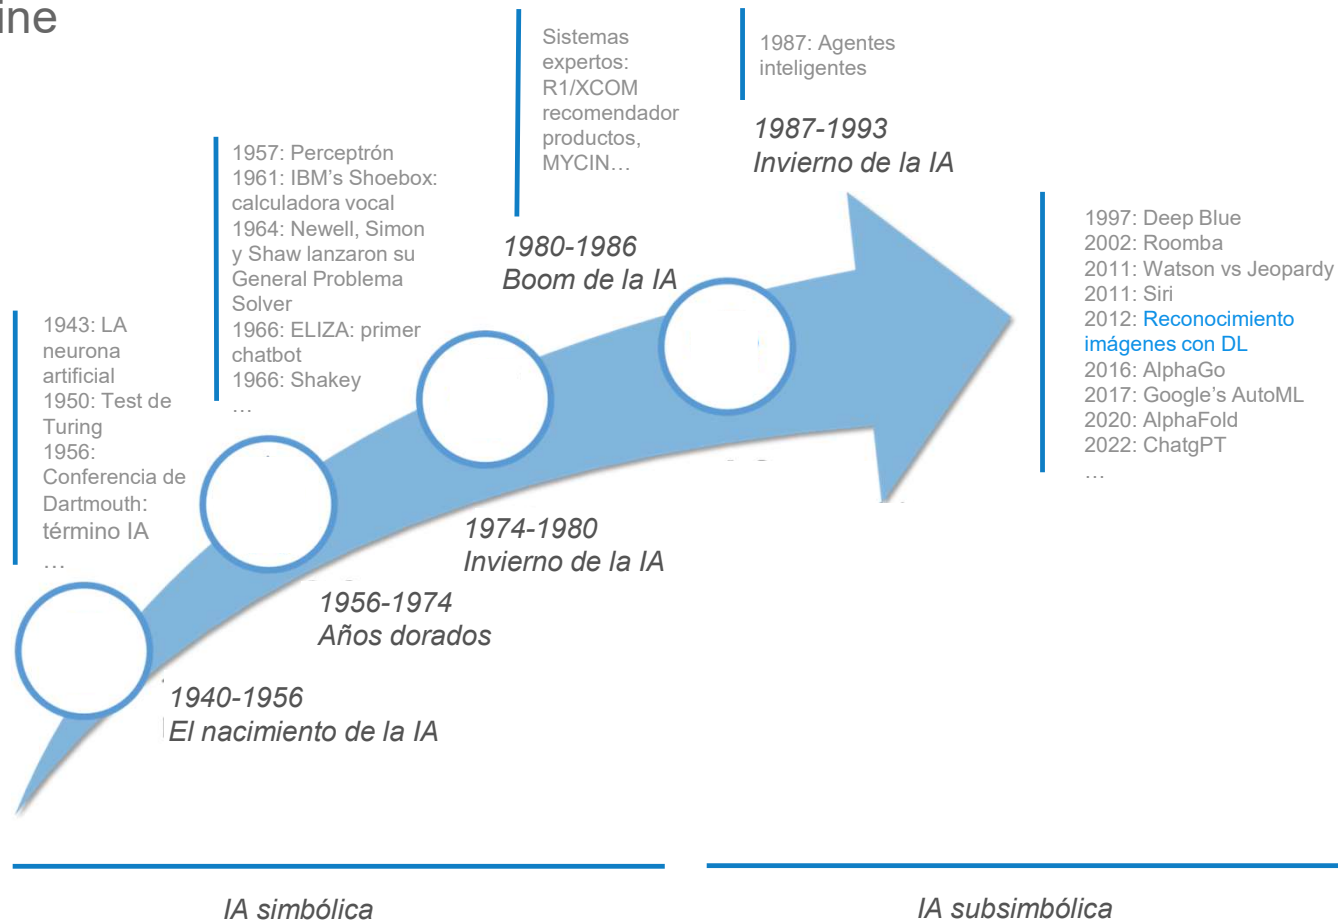 ine
1943: LA
neurona
artificial
1950: Test de
Turing
1956:
Conferencia de
Dartmouth:
término IA
…
1940-1956
El nacimiento de la IA
1957: Perceptrón
1961: IBM's Shoebox:
calculadora vocal
1964: Newell, Simon
y Shaw lanzaron su
General Problema
Solver
1966: ELIZA: primer
chatbot
1966: Shakey
…
1956-1974
Años dorados
1974-1980
Invierno de la IA
Sistemas
expertos:
R1/XCOM
recomendador
productos,
MYCIN…
1980-1986
Boom de la IA
1987: Agentes
inteligentes
1987-1993
Invierno de la IA
1997: Deep Blue
2002: Roomba
2011: Watson vs Jeopardy
2011: Siri
2012: Reconocimiento
imágenes con DL
2016: AlphaGo
2017: Google's AutoML
2020: AlphaFold
2022: ChatgPT
…
IA simbólica
IA subsimbólica